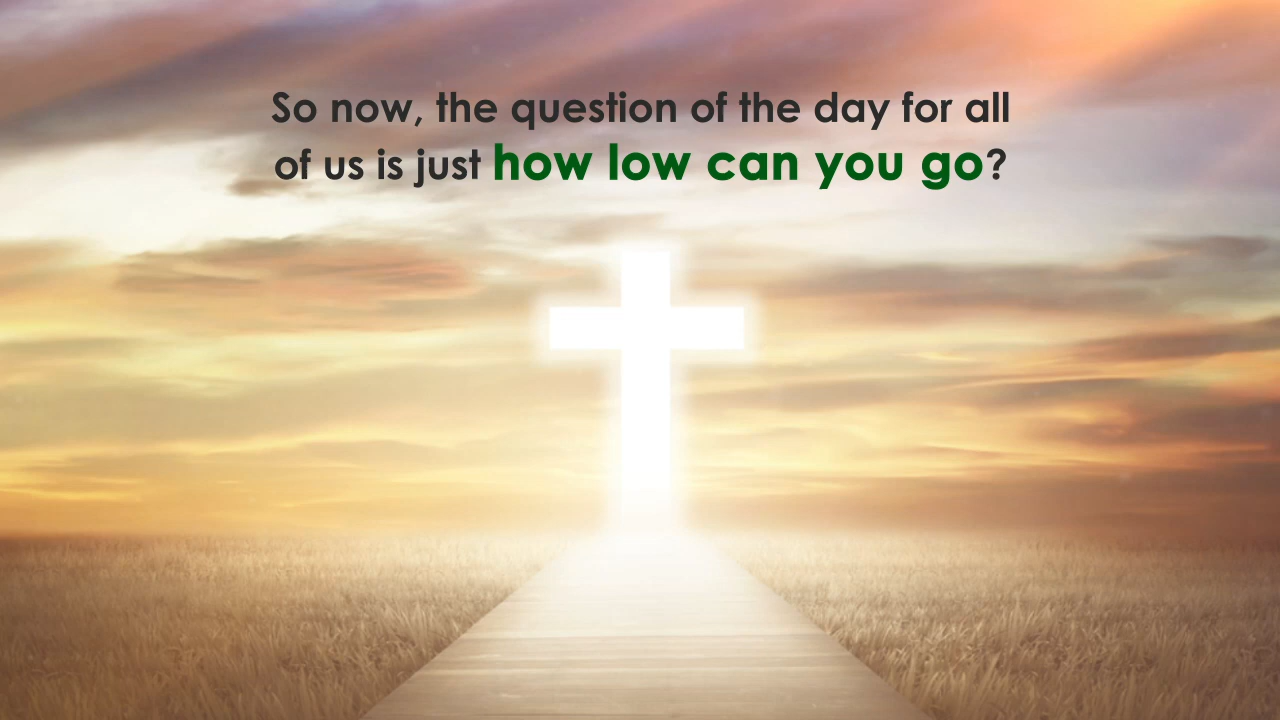 So now, the question of the day for all
of us is just how low can you go?